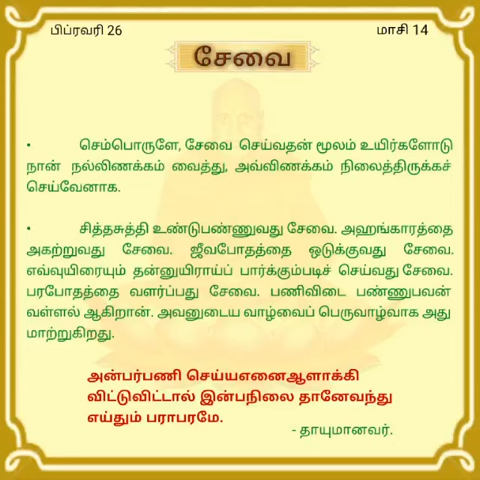 பிப்ரவரி 26
மாசி 14
சேவை
• செம்பொருளே, சேவை செய்வதன் மூலம் உயிர்களோடு
நான் நல்லிணக்கம் வைத்து, அவ்விணக்கம் நிலைத்திருக்கச்
செய்வேனாக.
• சித்தசுத்தி உண்டுபண்ணுவது சேவை. அஹங்காரத்தை
அகற்றுவது சேவை. ஜீவபோதத்தை ஒடுக்குவது சேவை.
எவ்வுயிரையும் தன்னுயிராய்ப் பார்க்கும்படிச் செய்வது சேவை.
பரபோதத்தை வளர்ப்பது சேவை. பணிவிடை பண்ணுபவன்
வள்ளல் ஆகிறான். அவனுடைய வாழ்வைப் பெருவாழ்வாக அது
மாற்றுகிறது.
அன்பர்பணி செய்யஎனைஆளாக்கி
விட்டுவிட்டால் இன்பநிலை தானேவந்து
எய்தும் பராபரமே.
- தாயுமானவர்.